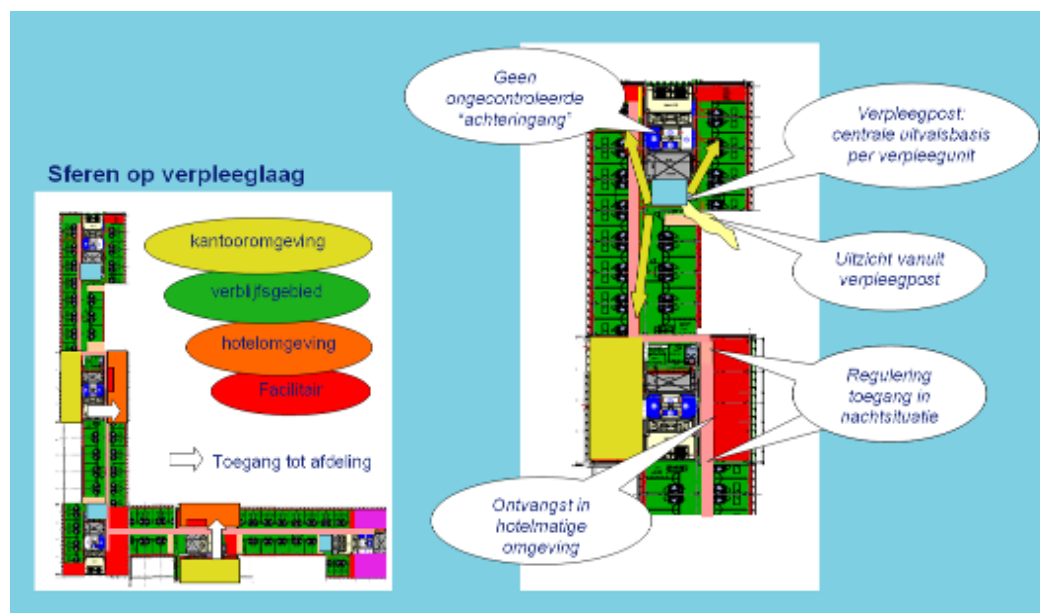 Sferen op verpleeglaag
kantooromgeving
verblijfsgebied
hotelomgeving
Facilitair
Toegang tot afdeling
Geen
ongecontroleerde
"achteringang"
Verpleegpost:
centrale uitvalsbasis
per verpleegunit
Uitzicht vanuit
verpleegpost
Regulering
toegang in
nachtsituatie
Ontvangst in
hotelmatige
omgeving